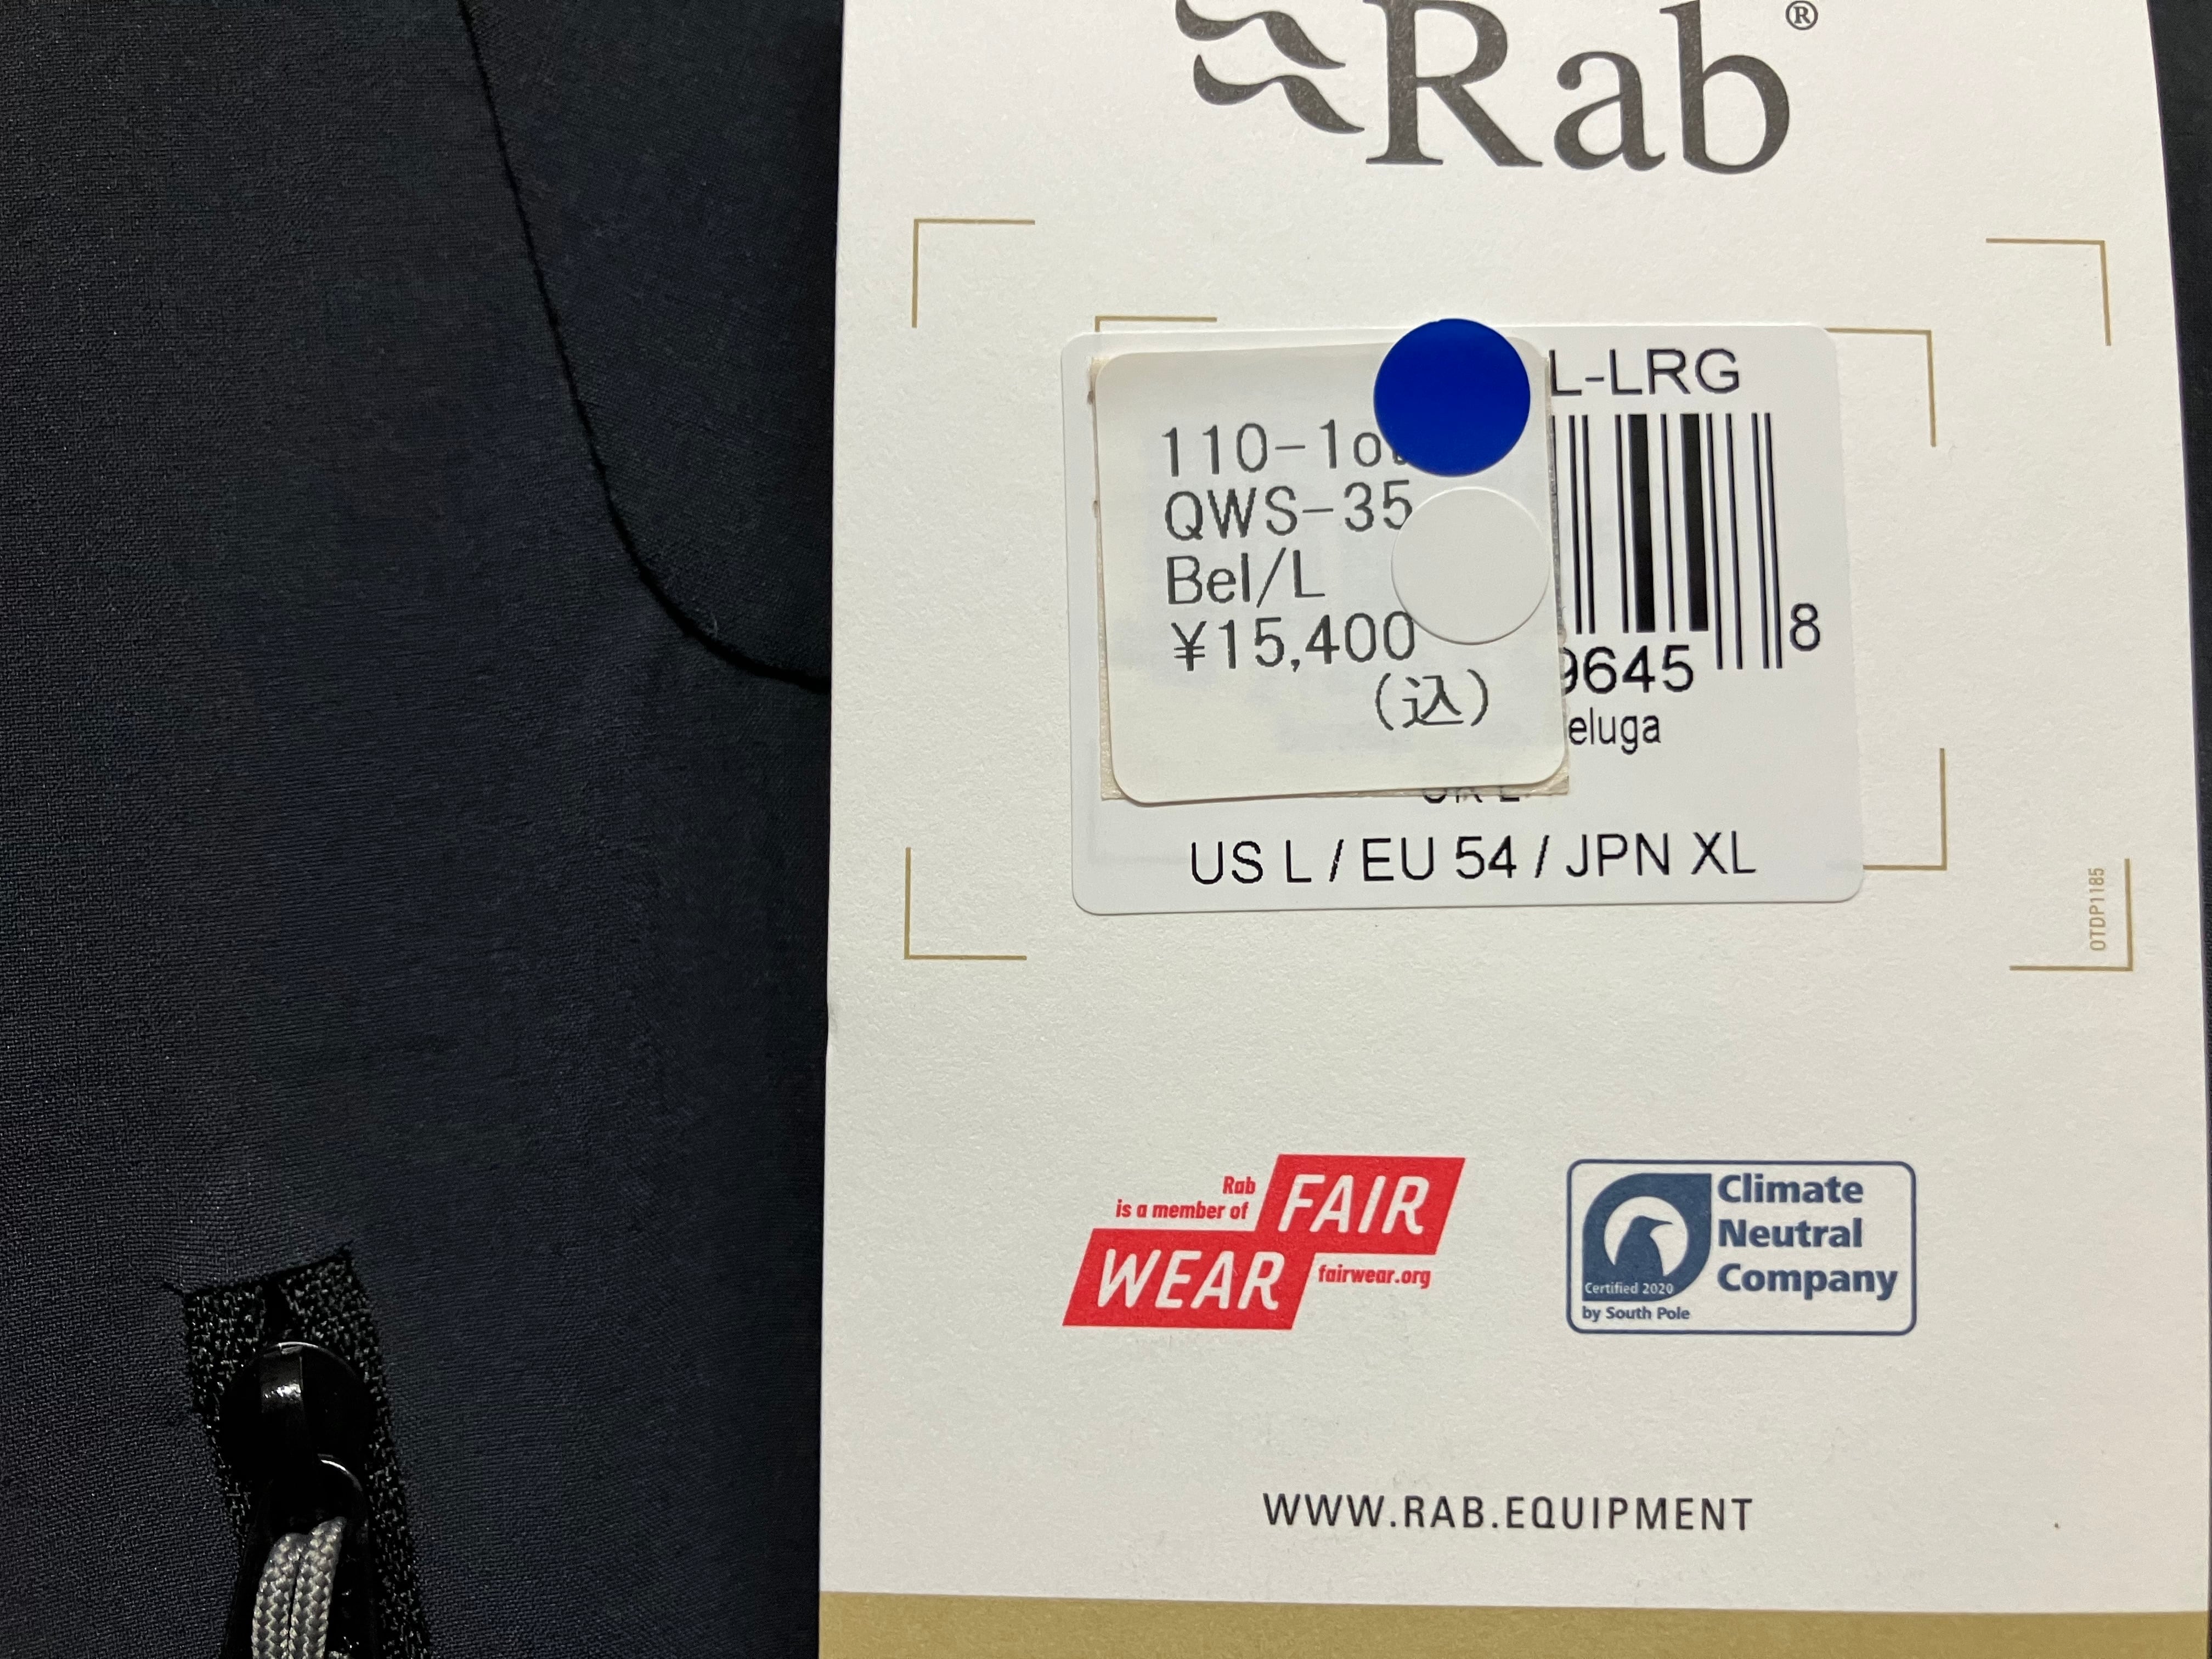 Rab®
L-LRG
110-10
QWS-35
Bel/L
¥15,400
(込)
9645 8
eluga
US L / EU 54 / JPN XL
OTDP1185
Rab
is a member of
FAIR
WEAR
fairwear.org
Climate
Neutral
Company
Certified 2020
by South Pole
WWW.RAB.EQUIPMENT